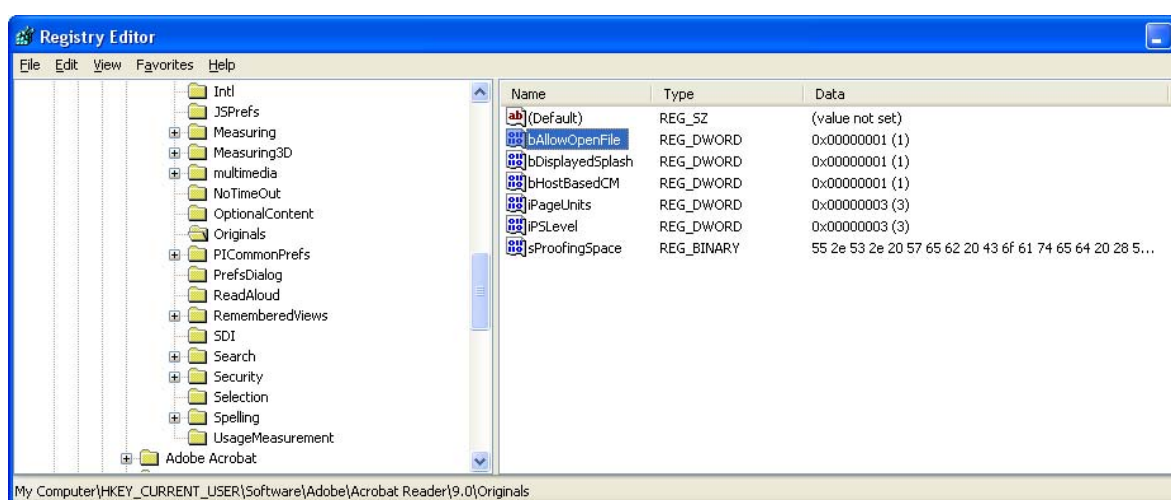 Registry Editor
File Edit View Favorites Help
Intl
JSPrefs
Measuring
Measuring3D
multimedia
NoTimeOut
OptionalContent
Originals
PICommonPrefs
PrefsDialog
ReadAloud
RememberedViews
SDI
Search
Security
Selection
Spelling
UsageMeasurement
Adobe Acrobat
Name Type Data
(Default) REG_SZ (value not set)
bAllowOpenFile REG_DWORD 0x00000001 (1)
bDisplayedSplash REG_DWORD 0x00000001 (1)
bHostBasedCM REG_DWORD 0x00000001 (1)
iPageUnits REG_DWORD 0x00000003 (3)
iPSLevel REG_DWORD 0x00000003 (3)
sProofingSpace REG_BINARY 55 2e 53 2e 20 57 65 62 20 43 6f 61 74 65 64 20 28 5...
My Computer\HKEY_CURRENT_USER\Software\Adobe\Acrobat Reader\9.0\Originals